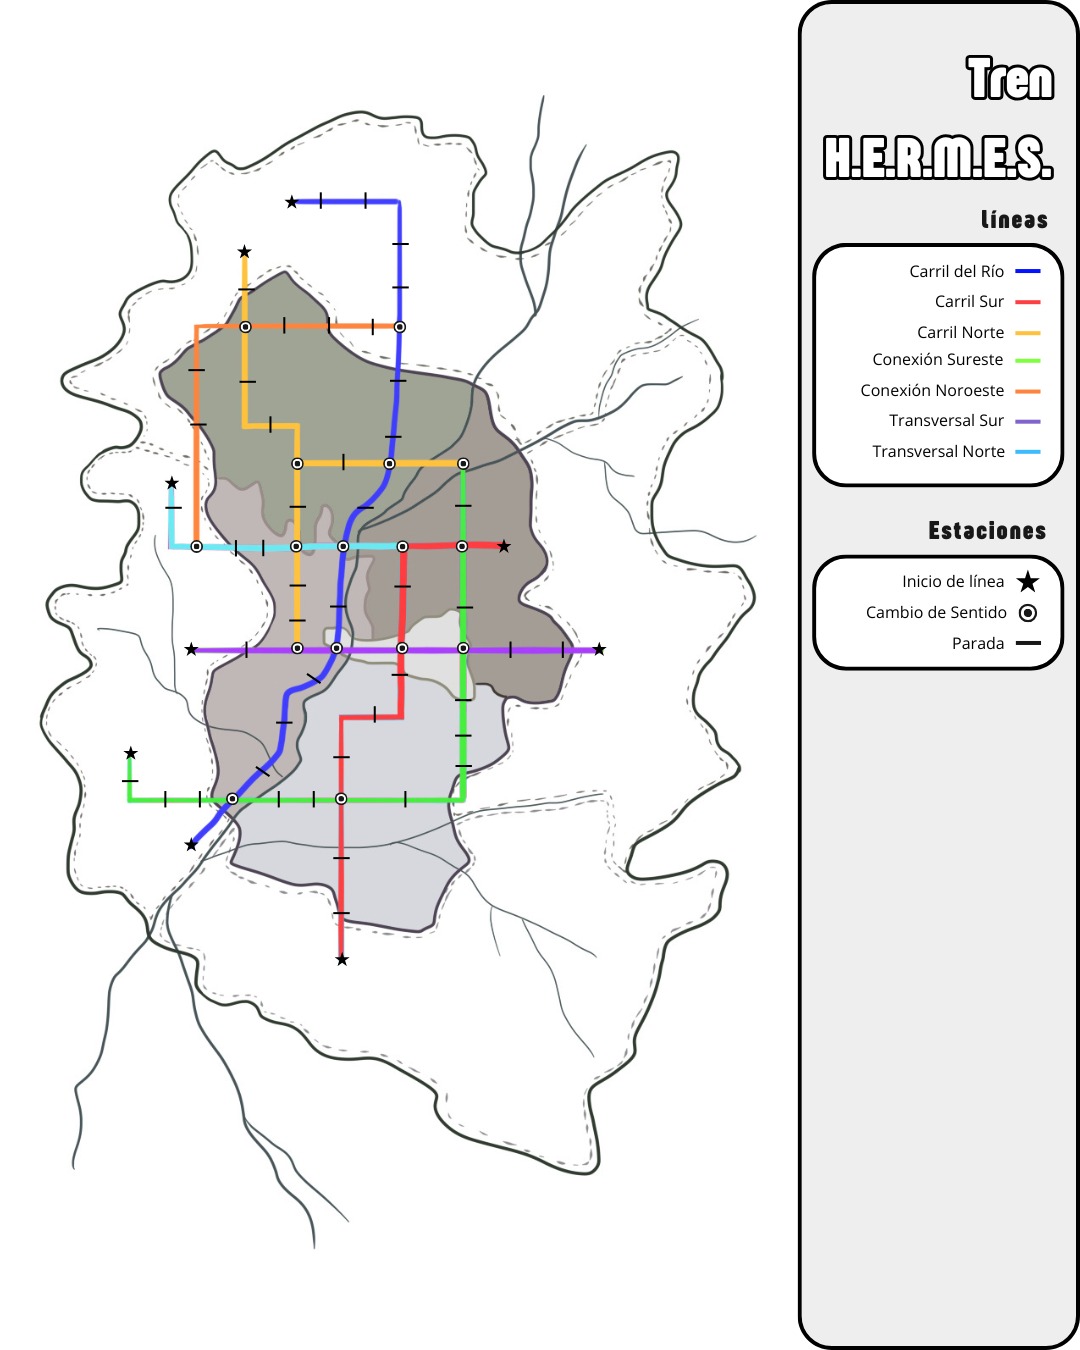 Tren
H.E.R.M.E.S.
líneas
Carril del Río
Carril Sur
Carril Norte
Conexión Sureste
Conexión Noroeste
Transversal Sur
Transversal Norte
Estaciones
Inicio de línea
Cambio de Sentido
Parada